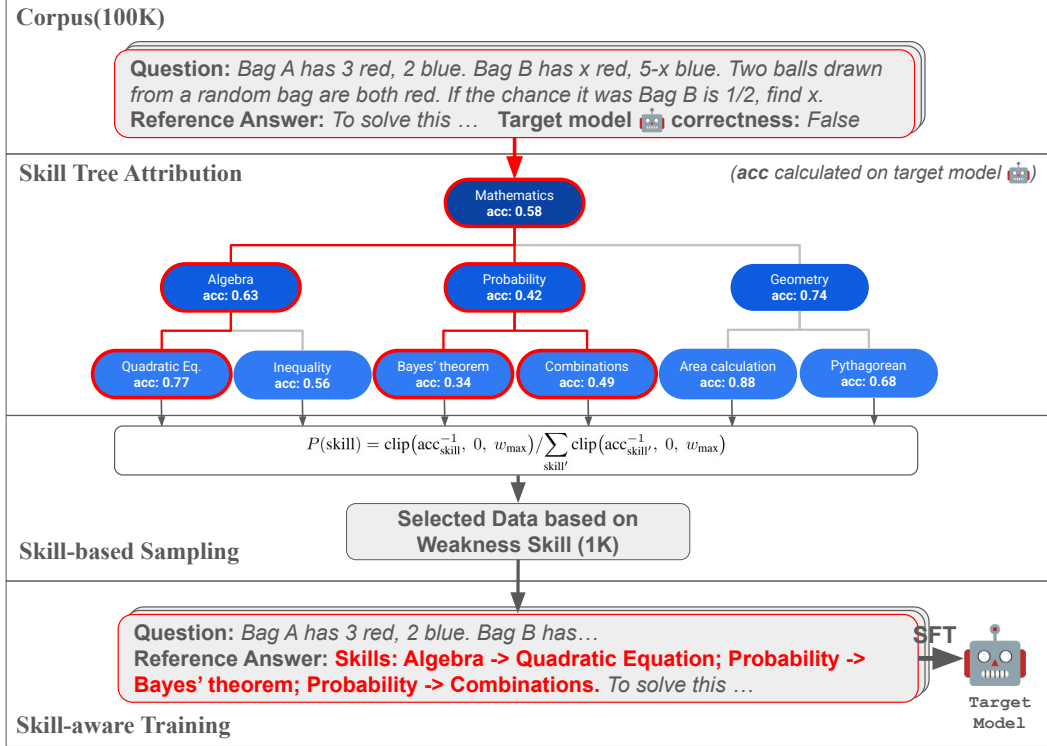 Corpus(100K)
Question: Bag A has 3 red, 2 blue. Bag B has x red, 5-x blue. Two balls drawn
from a random bag are both red. If the chance it was Bag B is 1/2, find x.
Reference Answer: To solve this … Target model 🤖 correctness: False
Skill Tree Attribution
(acc calculated on target model 🤖)
Mathematics
acc: 0.58
Algebra
acc: 0.63
Probability
acc: 0.42
Geometry
acc: 0.74
Quadratic Eq.
acc: 0.77
Inequality
acc: 0.56
Bayes' theorem
acc: 0.34
Combinations
acc: 0.49
Area calculation
acc: 0.88
Pythagorean
acc: 0.68
P(skill) = clip(acc⁻¹_skill, 0, w_max)/∑_skill′ clip(acc⁻¹_skill′, 0, w_max)
Selected Data based on
Weakness Skill (1K)
Skill-based Sampling
Question: Bag A has 3 red, 2 blue. Bag B has…
Reference Answer: Skills: Algebra -> Quadratic Equation; Probability ->
Bayes' theorem; Probability -> Combinations. To solve this …
SFT
Target
Model
Skill-aware Training